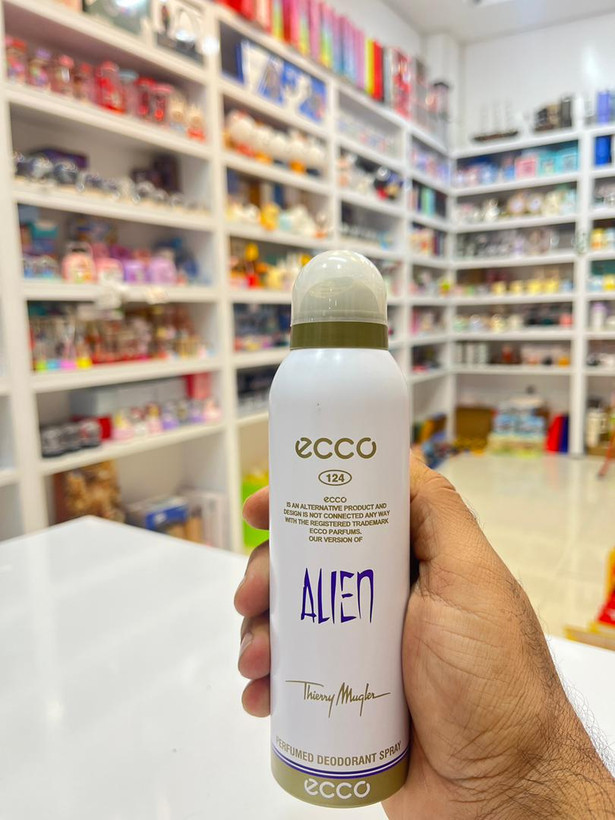 ecco
124
ecco
IS AN ALTERNATIVE PRODUCT AND
DESIGN IS NOT CONNECTED ANY WAY
WITH THE REGISTERED TRADEMARK
ECCO PARFUMS.
OUR VERSION OF
ALIEN
Thierry Mugler
PERFUMED DEODORANT SPRAY
ecco